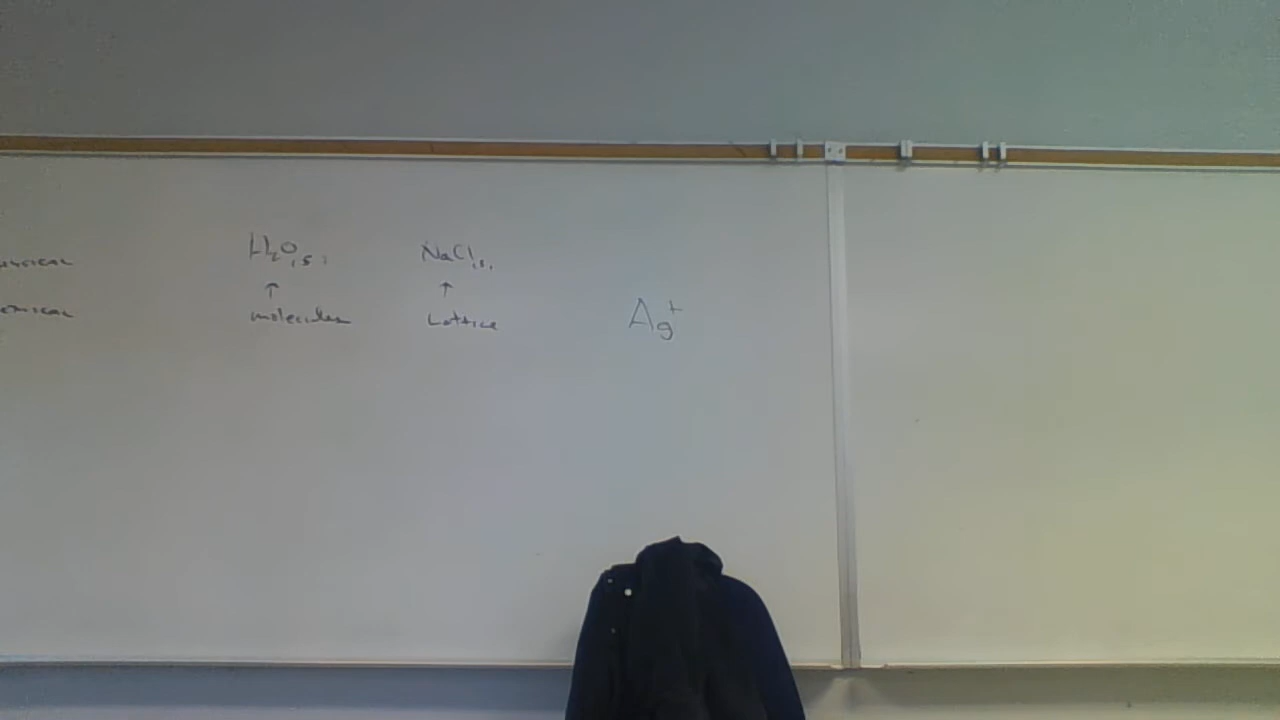 H₂O(s) NaCl(s)
↑ ↑
molecules Lattice
Ag⁺